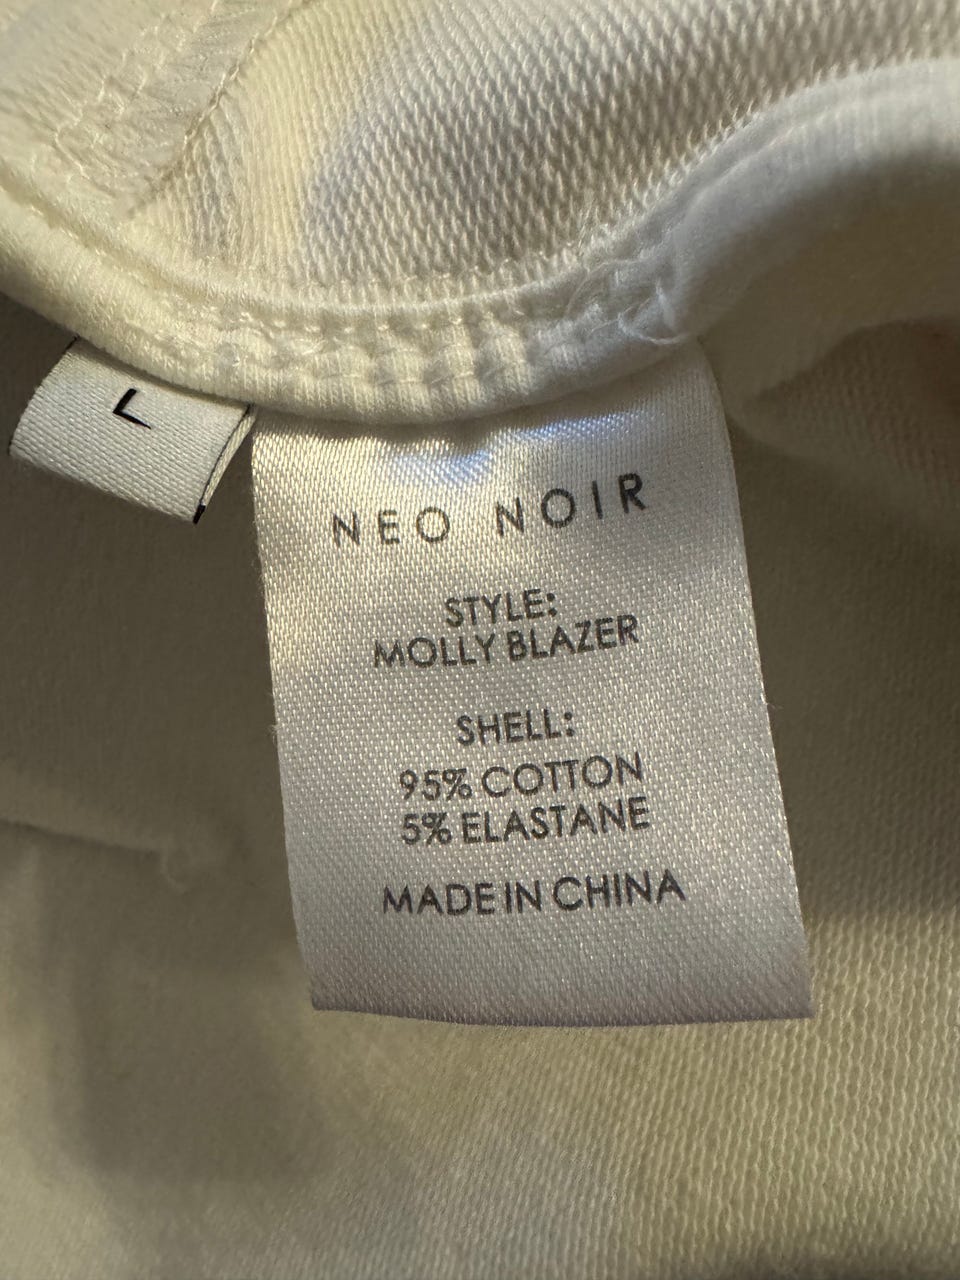 L
NEO NOIR
STYLE:
MOLLY BLAZER
SHELL:
95% COTTON
5% ELASTANE
MADE IN CHINA